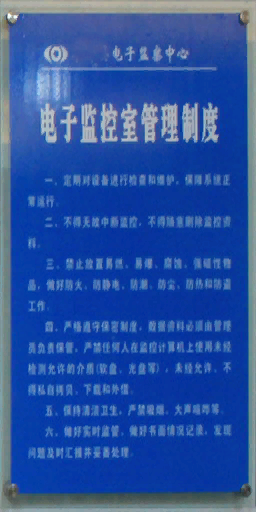 电子监察中心
电子监控室管理制度
一、定期对设备进行检查和维护，保障系统正
常运行。
二、不得无故中断监控，不得随意删除监控资
料。
三、禁止放置易燃、易爆、腐蚀、强磁性物
品，做好防火、防静电、防潮、防尘、防热和防盗
工作。
四、严格遵守保密制度，数据资料必须由管理
员负责保管，严禁任何人在监控计算机上使用未经
检测允许的介质（软盘、光盘等），未经允许，不
得私自拷贝、下载和外借。
五、保持清洁卫生，严禁吸烟、大声喧哗等。
六、做好实时监管，做好书面情况记录，发现
问题及时汇报并妥善处理。